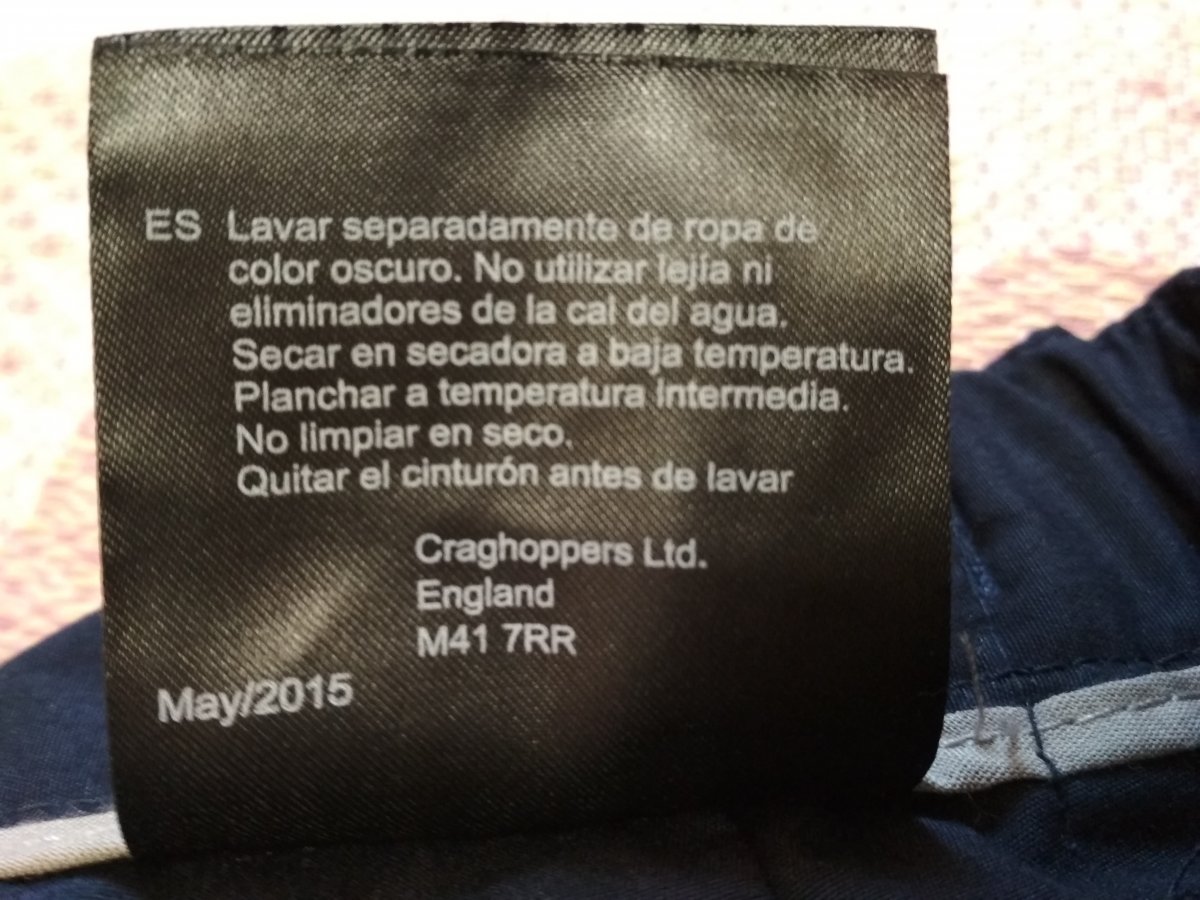 ES Lavar separadamente de ropa de
color oscuro. No utilizar lejía ni
eliminadores de la cal del agua.
Secar en secadora a baja temperatura.
Planchar a temperatura intermedia.
No limpiar en seco.
Quitar el cinturón antes de lavar
Craghoppers Ltd.
England
M41 7RR
May/2015